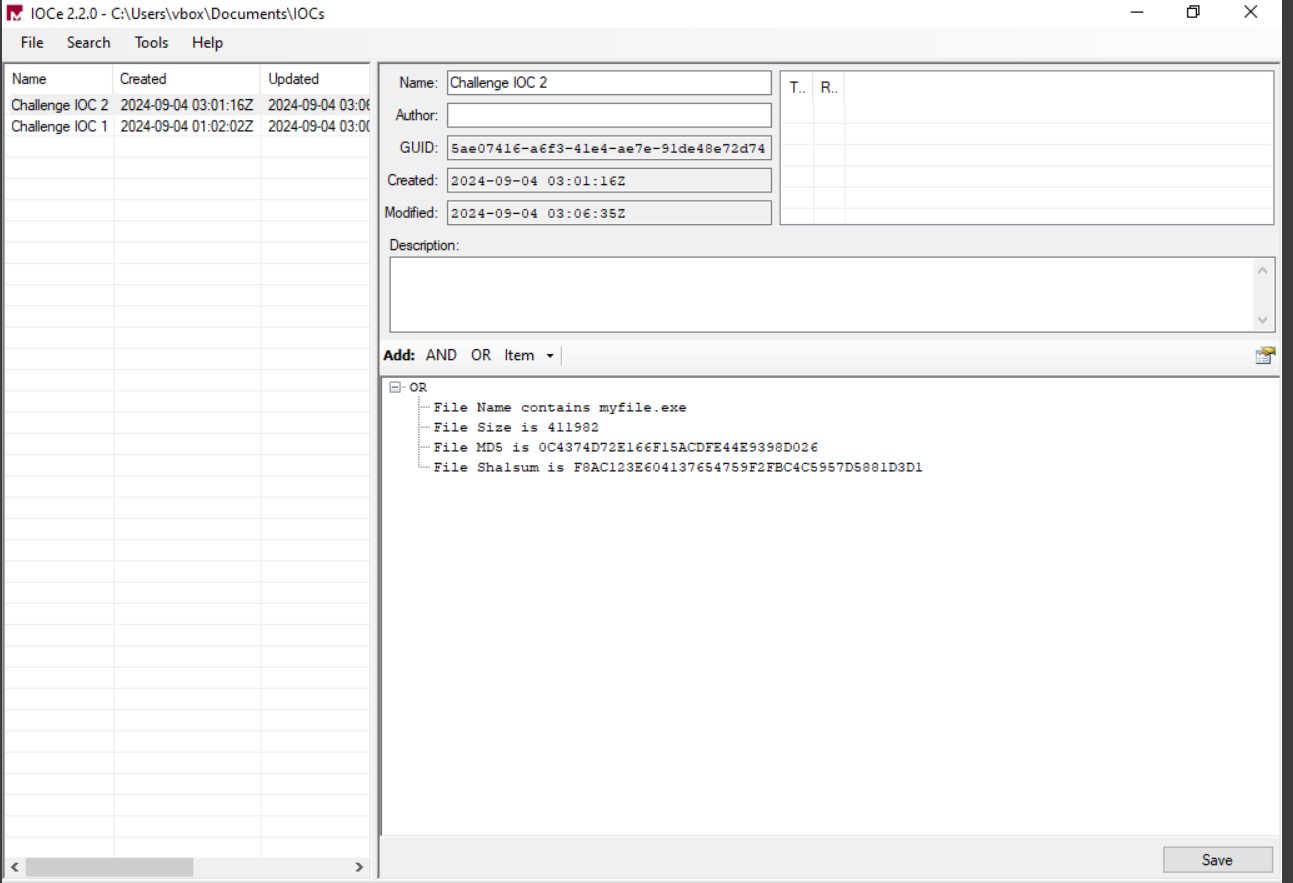 IOCe 2.2.0 - C:\Users\vbox\Documents\IOCs
File Search Tools Help
Name Created Updated
Challenge IOC 2 2024-09-04 03:01:16Z 2024-09-04 03:06
Challenge IOC 1 2024-09-04 01:02:02Z 2024-09-04 03:00
Name: Challenge IOC 2
Author:
GUID: 5ae07416-a6f3-41e4-ae7e-91de48e72d74
Created: 2024-09-04 03:01:16Z
Modified: 2024-09-04 03:06:35Z
T.. R..
Description:
Add: AND OR Item
OR
File Name contains myfile.exe
File Size is 411982
File MD5 is 0C4374D72E166F15ACDFE44E9398D026
File Sha1sum is F8AC123E604137654759F2FBC4C5957D5881D3D1
Save